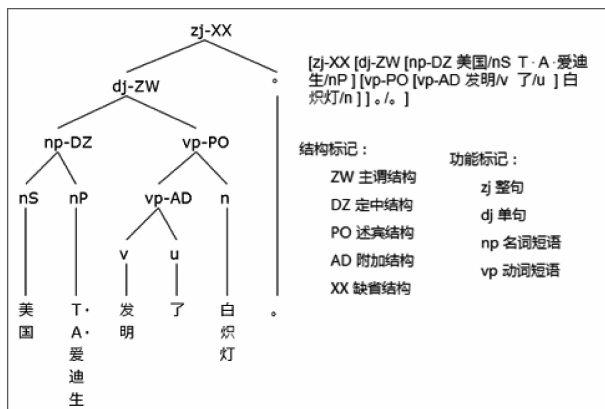 zj-XX
[zj-XX [dj-ZW [np-DZ 美国/nS T·A·爱迪
生/nP ] [vp-PO [vp-AD 发明/v 了/u ] 白
炽灯/n ] ] 。/。]
dj-ZW
。
np-DZ
vp-PO
nS
nP
vp-AD
n
v
u
美国
T·A·爱迪生
发明
了
白炽灯
。
结构标记：
ZW 主谓结构
DZ 定中结构
PO 述宾结构
AD 附加结构
XX 缺省结构
功能标记：
zj 整句
dj 单句
np 名词短语
vp 动词短语